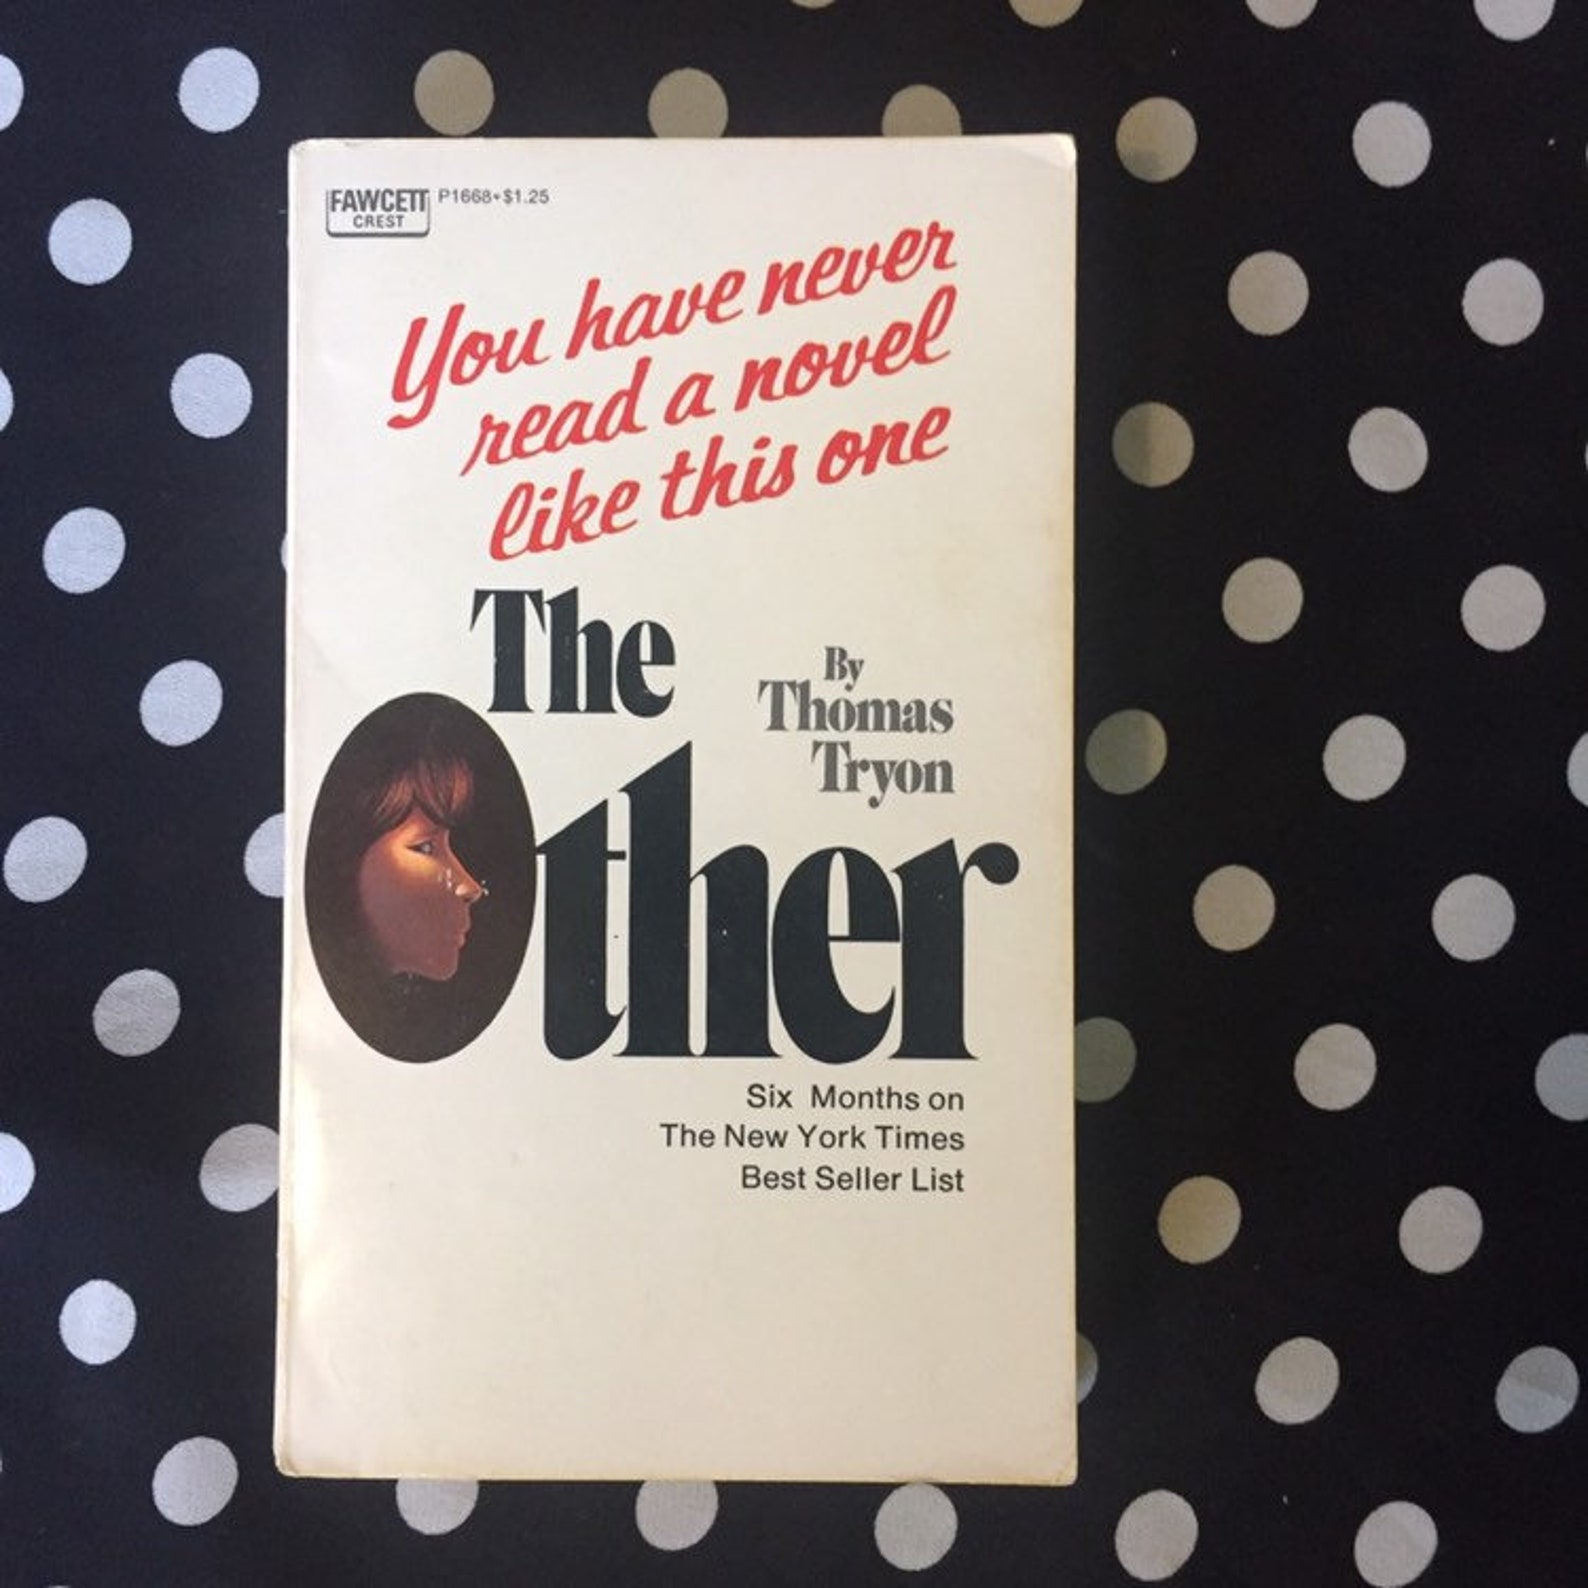 FAWCETT
CREST
P1668•$1.25
You have never
read a novel
like this one
The
By
Thomas
Tryon
Other
Six Months on
The New York Times
Best Seller List